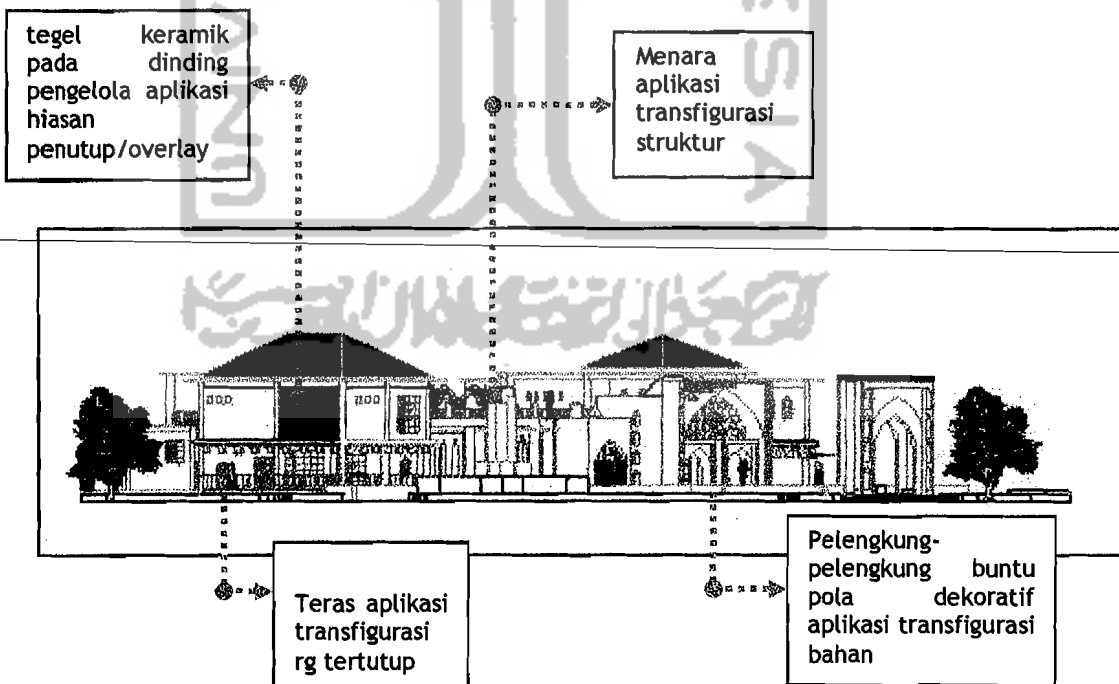 tegel keramik
pada dinding
pengelola aplikasi
hiasan
penutup/overlay
Menara
aplikasi
transfigurasi
struktur
Teras aplikasi
transfigurasi
rg tertutup
Pelengkung-
pelengkung buntu
pola dekoratif
aplikasi transfigurasi
bahan